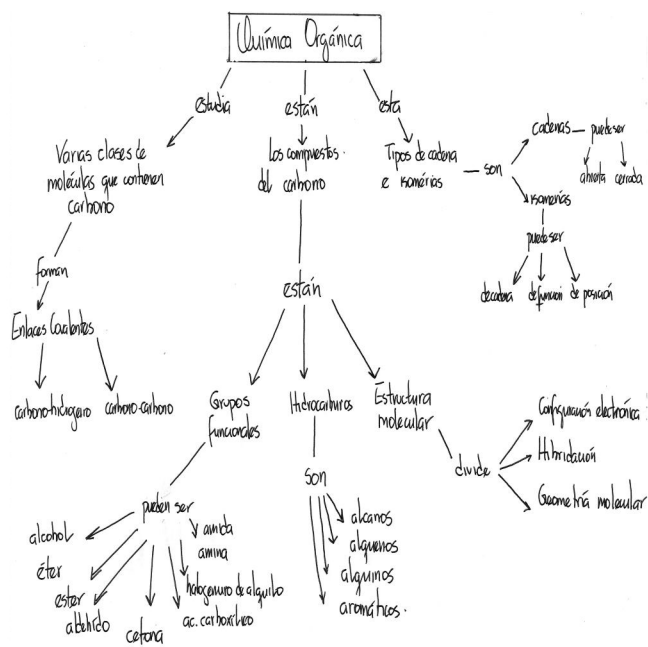 Química Orgánica
estudia
están
esta
Varias clases de
moléculas que contienen
carbono
Los compuestos.
del carbono
Tipos de cadena
e isomérias
son
cadenas
puede ser
abierta cerrada
isomerías
puede ser
de cadena de función de posición
forman
Enlaces Covalentes
carbono-hidrogeno carbono-carbono
están
Grupos
funcionales
Hidrocarburos
Estructura
molecular
divide
Configuración electrónica
Hibridación
Geometría molecular
pueden ser
alcohol
éter
ester
aldehído
cetona
ac. carboxílico
halogenuro de alquilo
amina
amida
son
alcanos
alquenos
alquinos
aromáticos.